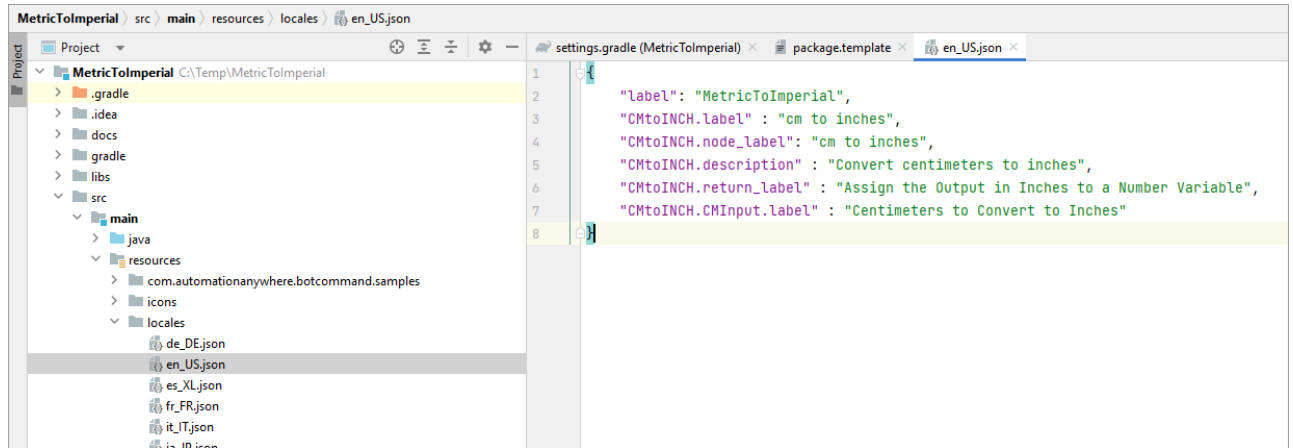 MetricToImperial 〉 src 〉 main 〉 resources 〉 locales 〉 en_US.json
Project
Project
settings.gradle (MetricToImperial) ×
package.template ×
en_US.json ×
MetricToImperial C:\Temp\MetricToImperial
.gradle
.idea
docs
gradle
libs
src
main
java
resources
com.automationanywhere.botcommand.samples
icons
locales
de_DE.json
en_US.json
es_XL.json
fr_FR.json
it_IT.json
ja_JP.json
1 {
2 "label": "MetricToImperial",
3 "CMtoINCH.label" : "cm to inches",
4 "CMtoINCH.node_label": "cm to inches",
5 "CMtoINCH.description" : "Convert centimeters to inches",
6 "CMtoINCH.return_label" : "Assign the Output in Inches to a Number Variable",
7 "CMtoINCH.CMInput.label" : "Centimeters to Convert to Inches"
8 }